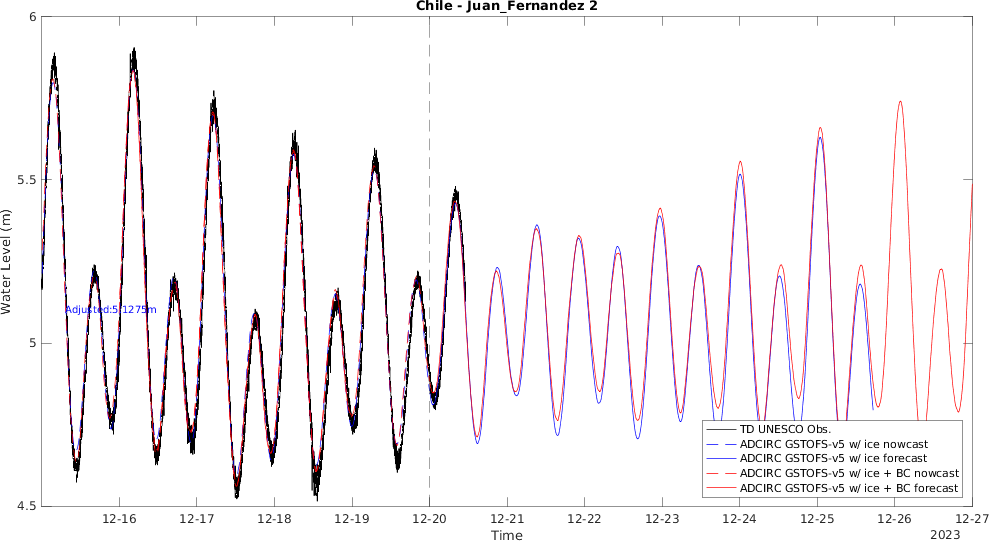 Chile - Juan_Fernandez 2
6
5.5
5
4.5
Water Level (m)
Adjusted:5.1275m
TD UNESCO Obs.
ADCIRC GSTOFS-v5 w/ ice nowcast
ADCIRC GSTOFS-v5 w/ ice forecast
ADCIRC GSTOFS-v5 w/ ice + BC nowcast
ADCIRC GSTOFS-v5 w/ ice + BC forecast
12-16 12-17 12-18 12-19 12-20 12-21 12-22 12-23 12-24 12-25 12-26 12-27
Time
2023